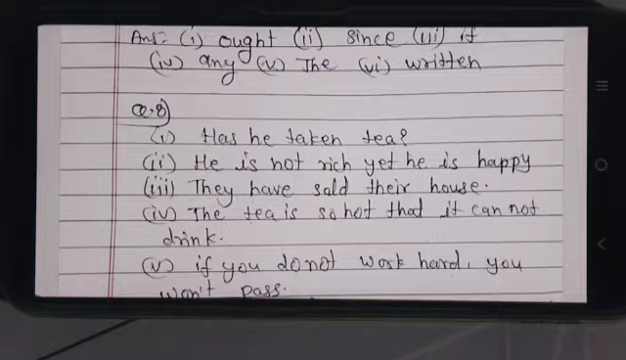 Ans:- (i) ought (ii) since (iii) if
(iv) any (v) The (vi) written
Q.8)
(i) Has he taken tea?
(ii) He is not rich yet he is happy
(iii) They have sold their house.
(iv) The tea is so hot that it can not
drink.
(v) if you do not work hard, you
won't pass.